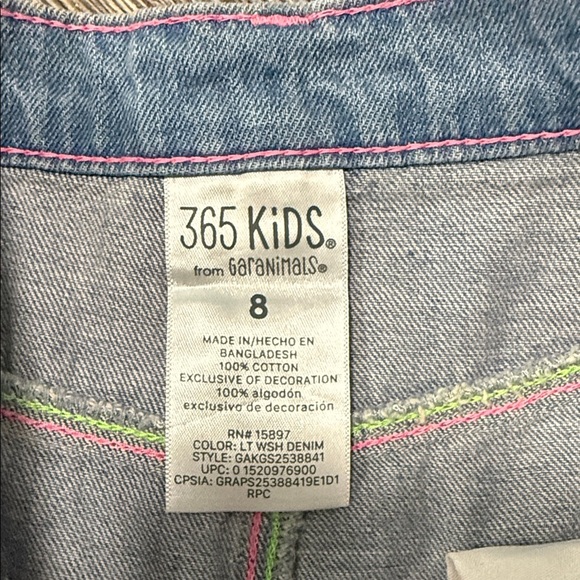 365 KiDS®
from GaraNiMaLS®
8
MADE IN/HECHO EN
BANGLADESH
100% COTTON
EXCLUSIVE OF DECORATION
100% algodón
exclusivo de decoración
RN# 15897
COLOR: LT WSH DENIM
STYLE: GAKGS2538841
UPC: 0 1520976900
CPSIA: GRAPS25388419E1D1
RPC